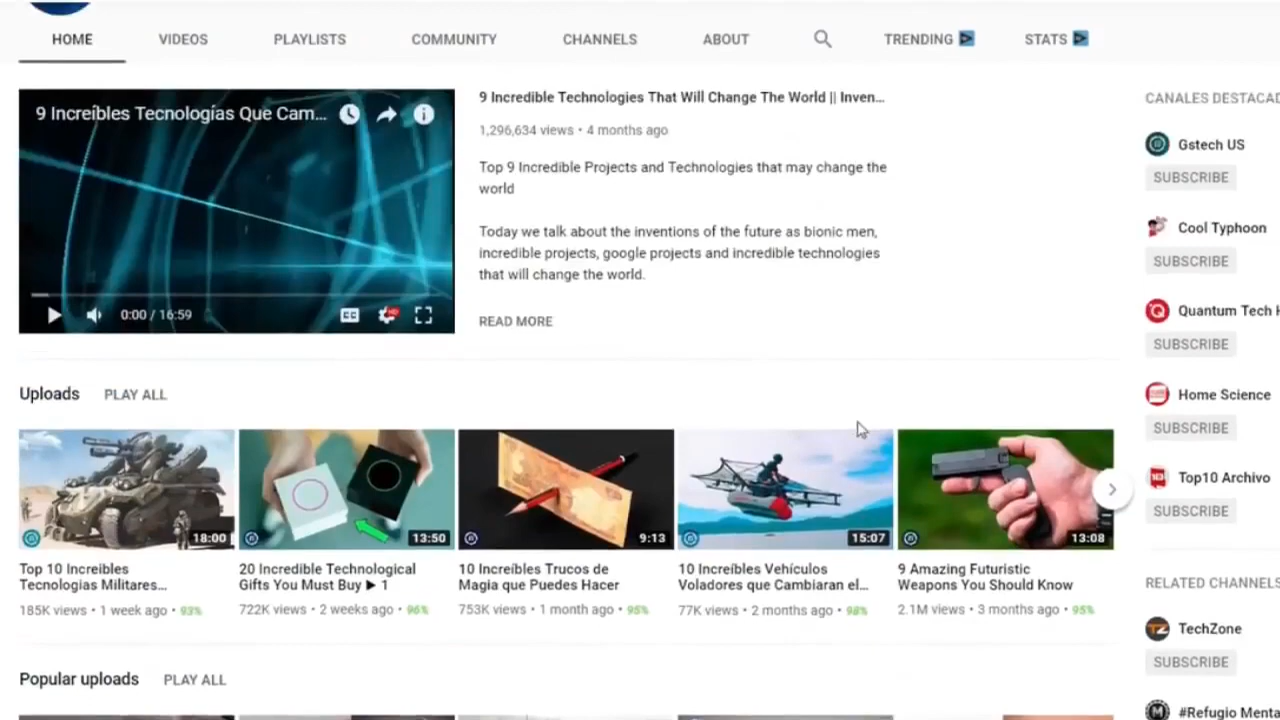 HOME VIDEOS PLAYLISTS COMMUNITY CHANNELS ABOUT TRENDING STATS
9 Increíbles Tecnologías Que Cam...
0:00 / 16:59
9 Incredible Technologies That Will Change The World || Inven...
1,296,634 views • 4 months ago
Top 9 Incredible Projects and Technologies that may change the
world
Today we talk about the inventions of the future as bionic men,
incredible projects, google projects and incredible technologies
that will change the world.
READ MORE
Uploads PLAY ALL
18:00
Top 10 Increibles
Tecnologias Militares...
185K views • 1 week ago • 93%
13:50
20 Incredible Technological
Gifts You Must Buy ▶ 1
722K views • 2 weeks ago • 96%
9:13
10 Increíbles Trucos de
Magia que Puedes Hacer
753K views • 1 month ago • 95%
15:07
10 Increíbles Vehículos
Voladores que Cambiaran el...
77K views • 2 months ago • 98%
13:08
9 Amazing Futuristic
Weapons You Should Know
2.1M views • 3 months ago • 95%
Popular uploads PLAY ALL
CANALES DESTACAD
Gstech US
SUBSCRIBE
Cool Typhoon
SUBSCRIBE
Quantum Tech H
SUBSCRIBE
Home Science
SUBSCRIBE
Top10 Archivo
SUBSCRIBE
RELATED CHANNELS
TechZone
SUBSCRIBE
#Refugio Menta